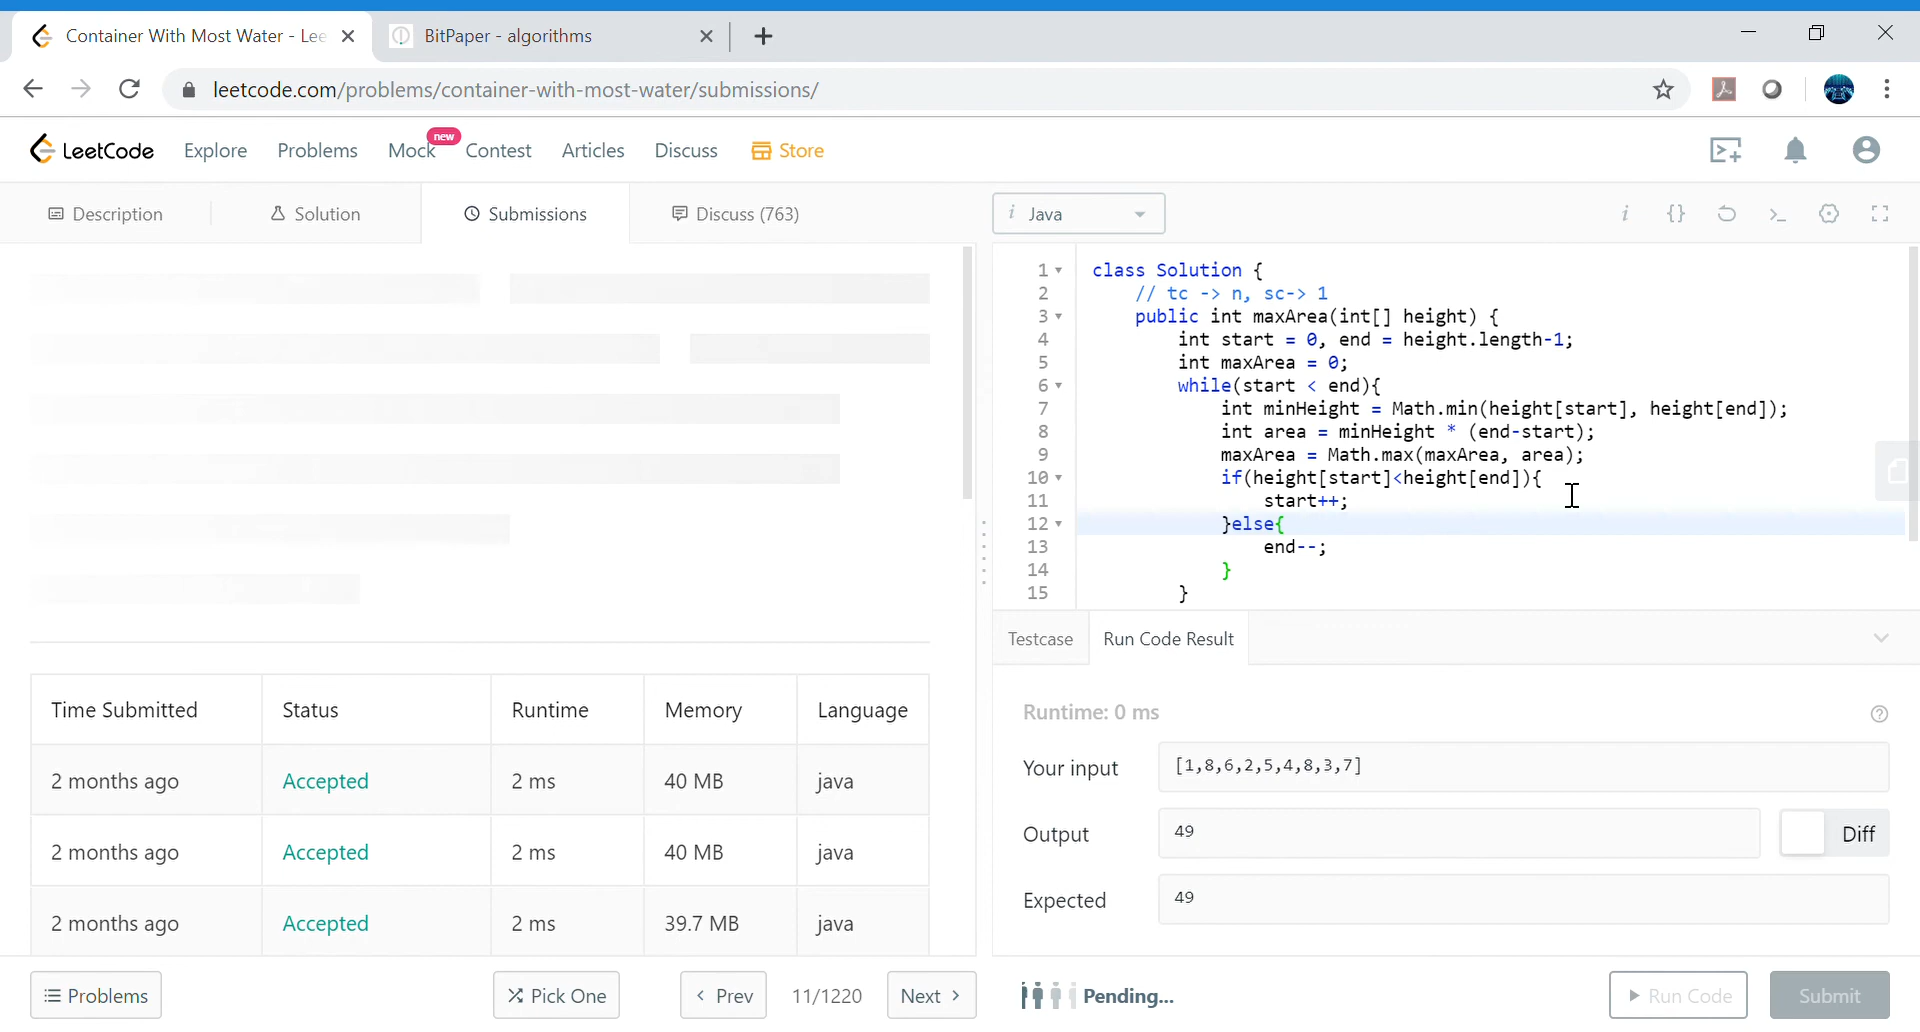 Container With Most Water - Lee
BitPaper - algorithms
leetcode.com/problems/container-with-most-water/submissions/
LeetCode Explore Problems Mock new Contest Articles Discuss Store
Description Solution Submissions Discuss (763)
i Java
i {}
1 class Solution {
2 // tc -> n, sc-> 1
3 public int maxArea(int[] height) {
4 int start = 0, end = height.length-1;
5 int maxArea = 0;
6 while(start < end){
7 int minHeight = Math.min(height[start], height[end]);
8 int area = minHeight * (end-start);
9 maxArea = Math.max(maxArea, area);
10 if(height[start]<height[end]){
11 start++;
12 }else{
13 end--;
14 }
15 }
Time Submitted Status Runtime Memory Language
2 months ago Accepted 2 ms 40 MB java
2 months ago Accepted 2 ms 40 MB java
2 months ago Accepted 2 ms 39.7 MB java
Testcase Run Code Result
Runtime: 0 ms
Your input [1,8,6,2,5,4,8,3,7]
Output 49 Diff
Expected 49
Problems Pick One Prev 11/1220 Next Pending... Run Code Submit